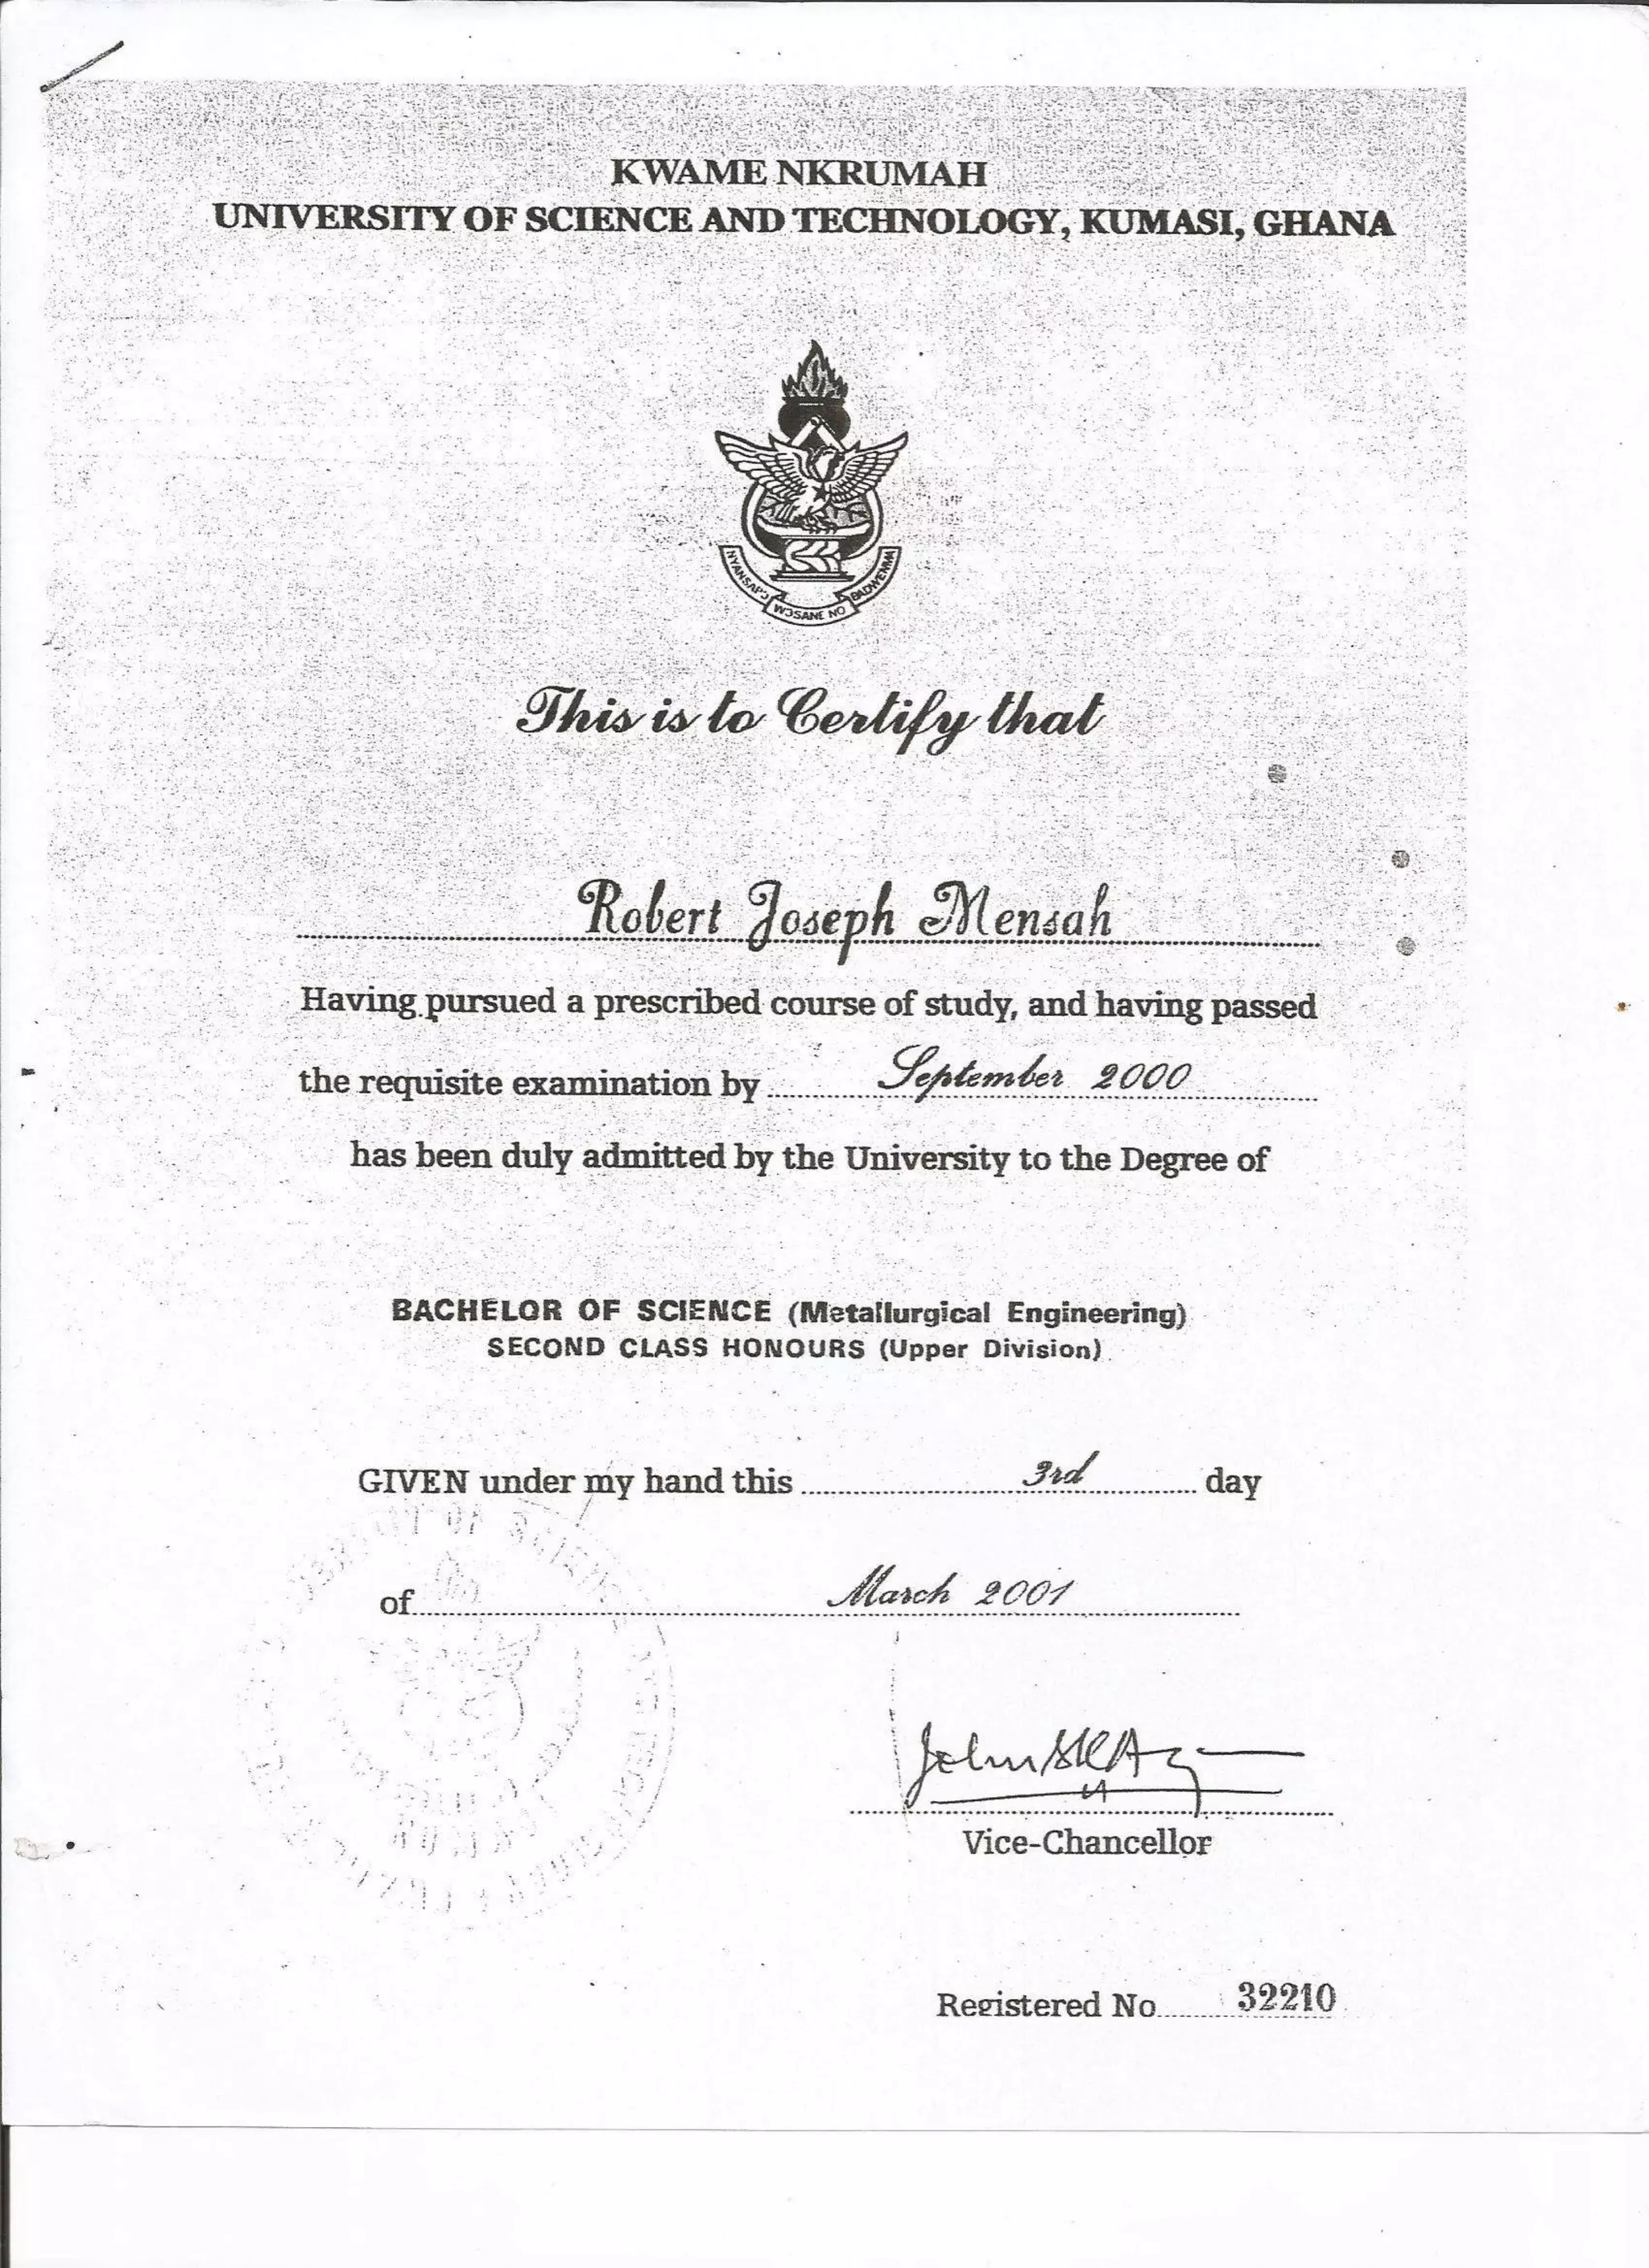 KWAME NKRUMAH
UNIVERSITY OF SCIENCE AND TECHNOLOGY, KUMASI, GHANA
NYANSAPƆ WƆSANE NO BADWENMA
This is to Certify that
Robert Joseph Mensah
Having pursued a prescribed course of study, and having passed
the requisite examination by September 2000
has been duly admitted by the University to the Degree of
BACHELOR OF SCIENCE (Metallurgical Engineering)
SECOND CLASS HONOURS (Upper Division)
GIVEN under my hand this 3rd day
of March 2001
Vice-Chancellor
Registered No 32210